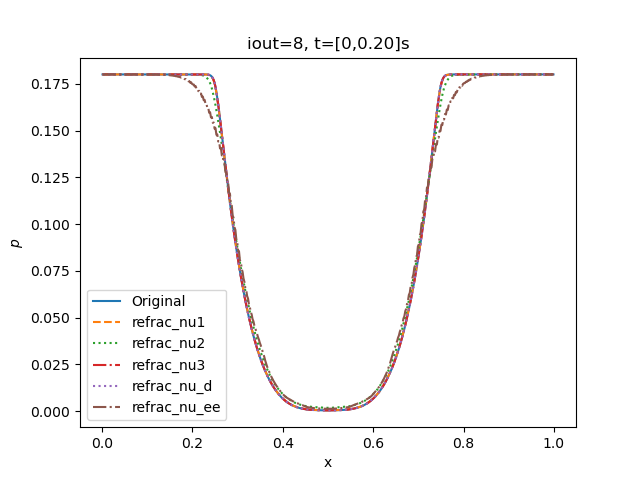 iout=8, t=[0,0.20]s
p
0.175
0.150
0.125
0.100
0.075
0.050
0.025
0.000
Original
refrac_nu1
refrac_nu2
refrac_nu3
refrac_nu_d
refrac_nu_ee
0.0 0.2 0.4 0.6 0.8 1.0
x